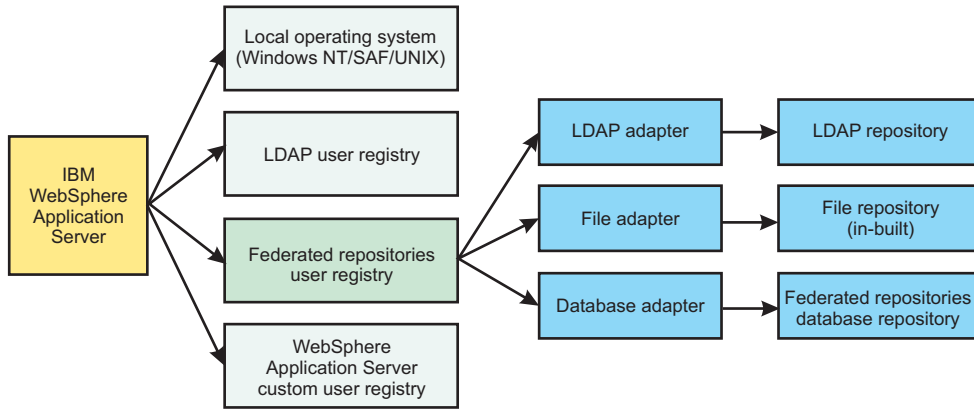 IBM
WebSphere
Application
Server
Local operating system
(Windows NT/SAF/UNIX)
LDAP user registry
Federated repositories
user registry
WebSphere
Application Server
custom user registry
LDAP adapter
File adapter
Database adapter
LDAP repository
File repository
(in-built)
Federated repositories
database repository